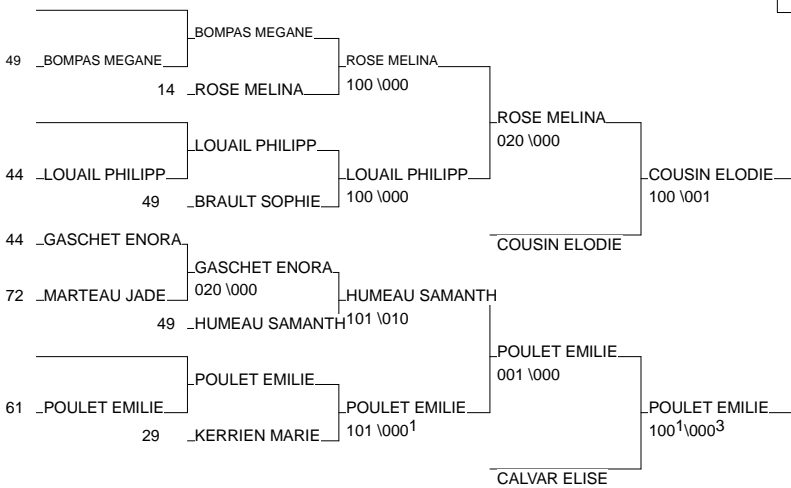 BOMPAS MEGANE
49 BOMPAS MEGANE
ROSE MELINA
14 ROSE MELINA
100 \000
ROSE MELINA
020 \000
LOUAIL PHILIPP
44 LOUAIL PHILIPP
LOUAIL PHILIPP
COUSIN ELODIE
49 BRAULT SOPHIE
100 \000
100 \001
44 GASCHET ENORA
COUSIN ELODIE
GASCHET ENORA
020 \000
72 MARTEAU JADE
HUMEAU SAMANTH
49 HUMEAU SAMANTH
101 \010
POULET EMILIE
001 \000
POULET EMILIE
61 POULET EMILIE
POULET EMILIE
POULET EMILIE
29 KERRIEN MARIE
101 \000¹
100¹\000³
CALVAR ELISE